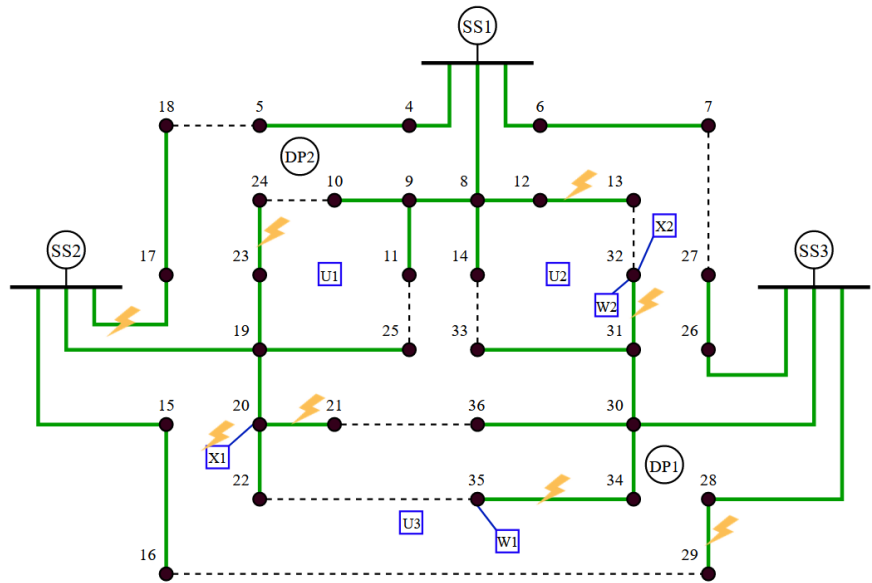 SS1
18 5 4 6 7
DP2
24 10 9 8 12 13
X2
SS2 SS3
17 23 U1 11 14 U2 32 27
W2
19 25 33 31 26
15 20 21 36 30
X1
DP1
22 35 34 28
U3
W1
16 29